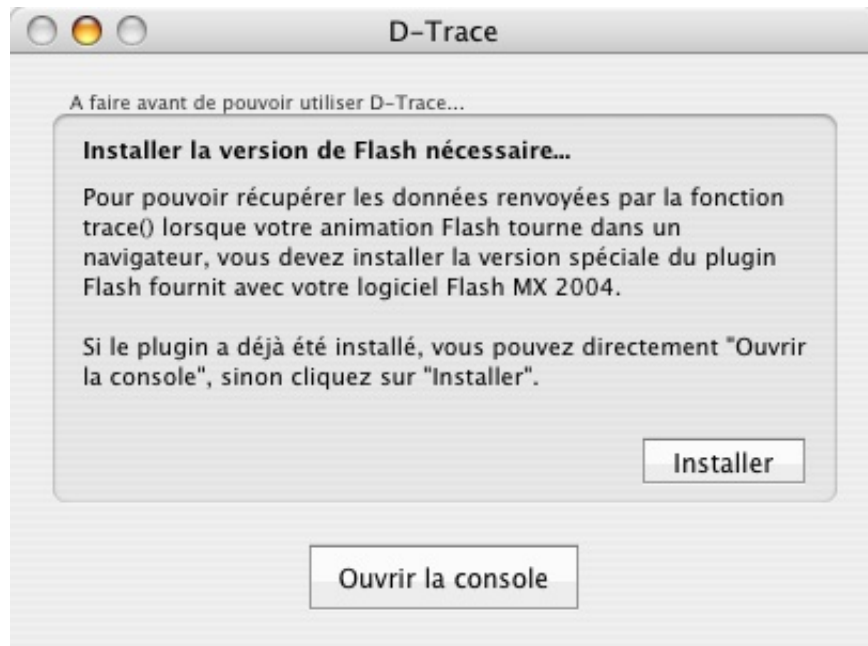 D-Trace
A faire avant de pouvoir utiliser D-Trace...
Installer la version de Flash nécessaire...
Pour pouvoir récupérer les données renvoyées par la fonction
trace() lorsque votre animation Flash tourne dans un
navigateur, vous devez installer la version spéciale du plugin
Flash fournit avec votre logiciel Flash MX 2004.
Si le plugin a déjà été installé, vous pouvez directement "Ouvrir
la console", sinon cliquez sur "Installer".
Installer
Ouvrir la console